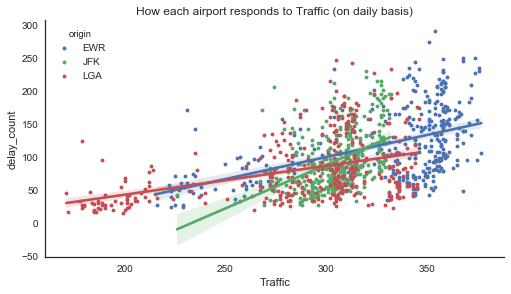 How each airport responds to Traffic (on daily basis)
300
250
200
150
100
50
0
−50
delay_count
origin
EWR
JFK
LGA
200
250
300
350
Traffic